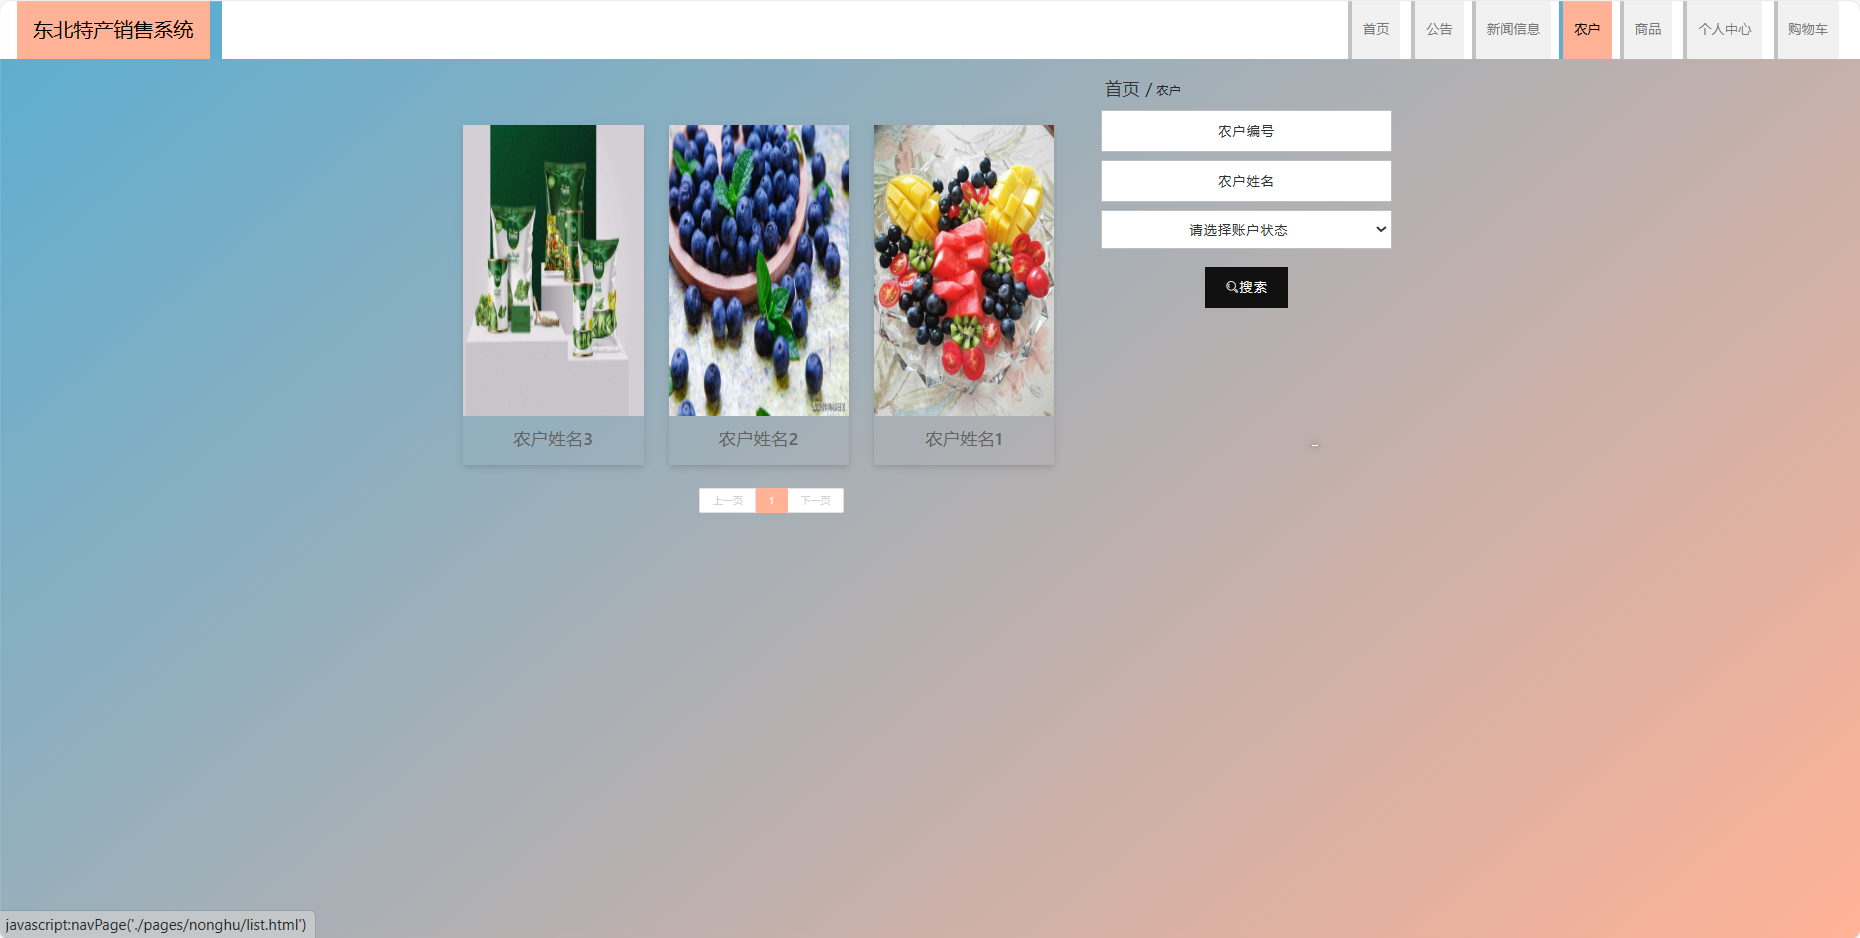 东北特产销售系统
首页
公告
新闻信息
农户
商品
个人中心
购物车
首页 / 农户
农户编号
农户姓名
请选择账户状态
搜索
农户姓名3
农户姓名2
农户姓名1
上一页 1 下一页
javascript:navPage('./pages/nonghu/list.html')